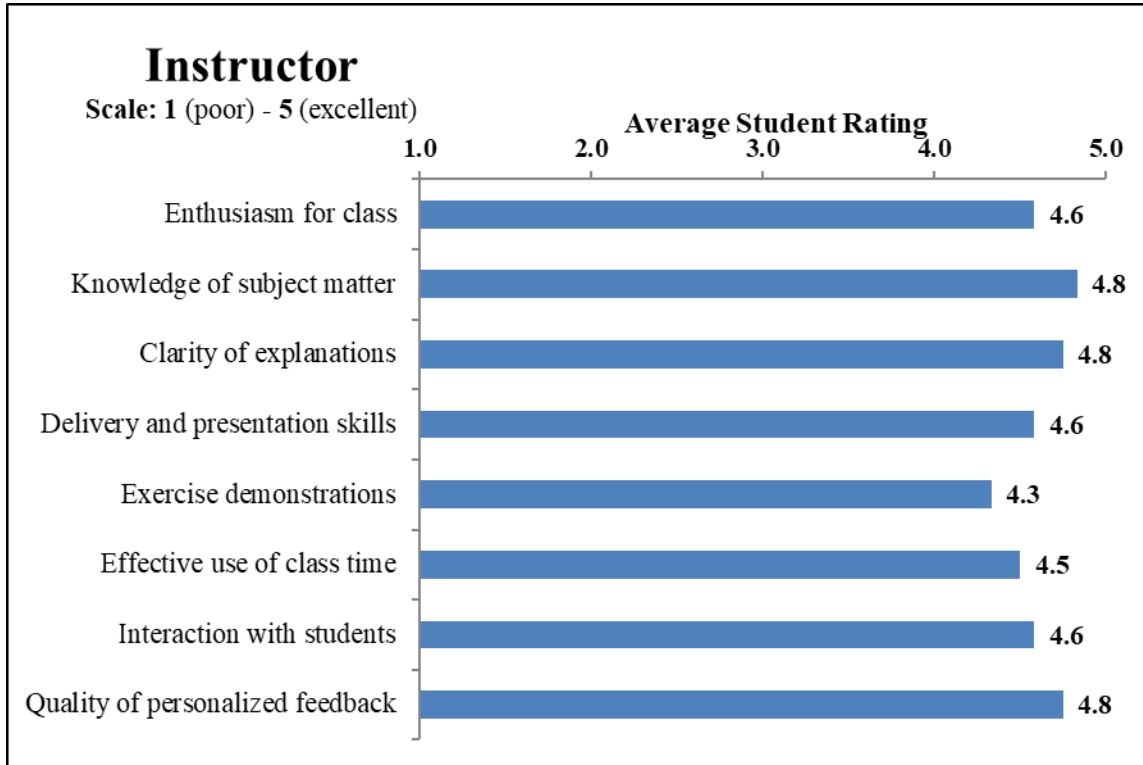 Instructor
Scale: 1 (poor) - 5 (excellent)
Average Student Rating
1.0 2.0 3.0 4.0 5.0
Enthusiasm for class 4.6
Knowledge of subject matter 4.8
Clarity of explanations 4.8
Delivery and presentation skills 4.6
Exercise demonstrations 4.3
Effective use of class time 4.5
Interaction with students 4.6
Quality of personalized feedback 4.8